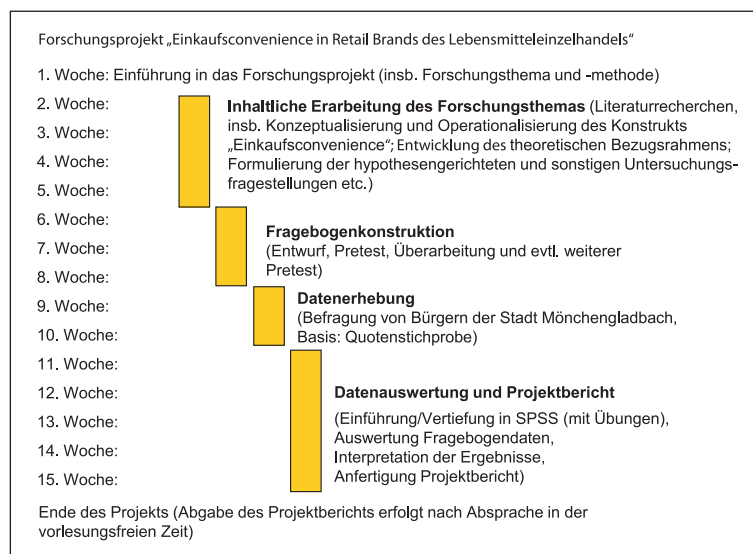 Forschungsprojekt „Einkaufsconvenience in Retail Brands des Lebensmitteleinzelhandels“
1. Woche: Einführung in das Forschungsprojekt (insb. Forschungsthema und -methode)
2. Woche:
3. Woche:
4. Woche:
5. Woche:
Inhaltliche Erarbeitung des Forschungsthemas (Literaturrecherchen,
insb. Konzeptualisierung und Operationalisierung des Konstrukts
„Einkaufsconvenience“; Entwicklung des theoretischen Bezugsrahmens;
Formulierung der hypothesengerichteten und sonstigen Untersuchungs-
fragestellungen etc.)
6. Woche:
7. Woche:
8. Woche:
Fragebogenkonstruktion
(Entwurf, Pretest, Überarbeitung und evtl. weiterer
Pretest)
9. Woche:
10. Woche:
Datenerhebung
(Befragung von Bürgern der Stadt Mönchengladbach,
Basis: Quotenstichprobe)
11. Woche:
12. Woche:
13. Woche:
14. Woche:
15. Woche:
Datenauswertung und Projektbericht
(Einführung/Vertiefung in SPSS (mit Übungen),
Auswertung Fragebogendaten,
Interpretation der Ergebnisse,
Anfertigung Projektbericht)
Ende des Projekts (Abgabe des Projektberichts erfolgt nach Absprache in der
vorlesungsfreien Zeit)